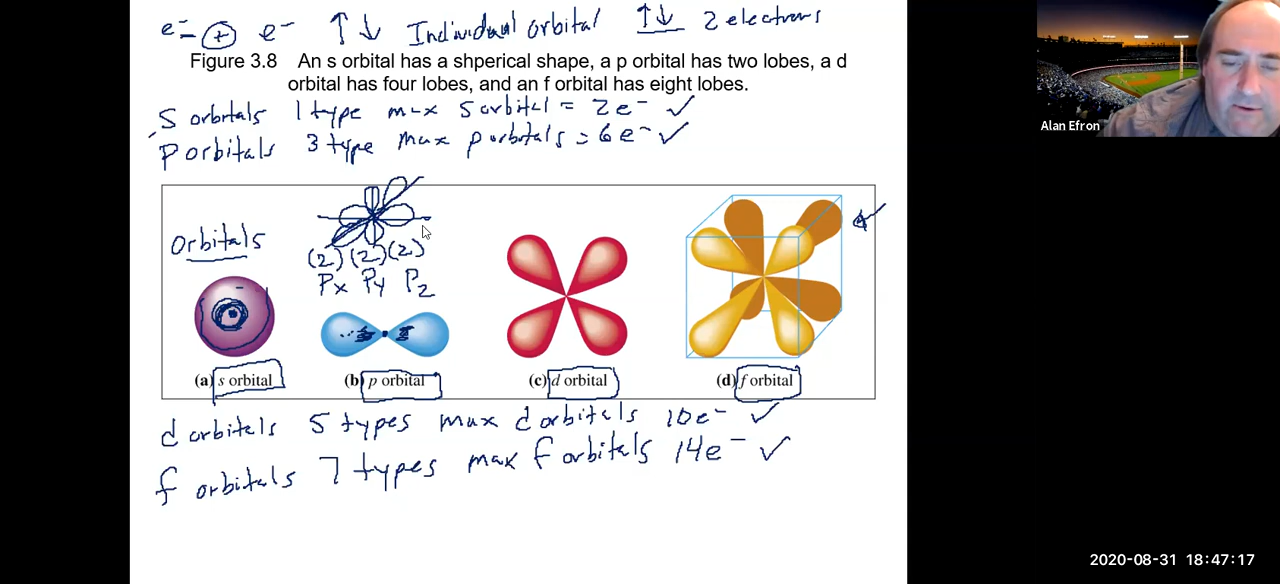 e⁻ + e⁻ ↑↓ Individual orbital ↑↓ 2 electrons
Figure 3.8 An s orbital has a shperical shape, a p orbital has two lobes, a d
orbital has four lobes, and an f orbital has eight lobes.
S orbitals 1 type max s orbital = 2e⁻ ✓
P orbitals 3 type max p orbitals = 6e⁻ ✓
Alan Efron
Orbitals
(2) (2) (2)
Px Py Pz
(a) s orbital (b) p orbital (c) d orbital (d) f orbital
d orbitals 5 types max d orbitals 10e⁻ ✓
f orbitals 7 types max f orbitals 14e⁻ ✓
2020-08-31 18:47:17